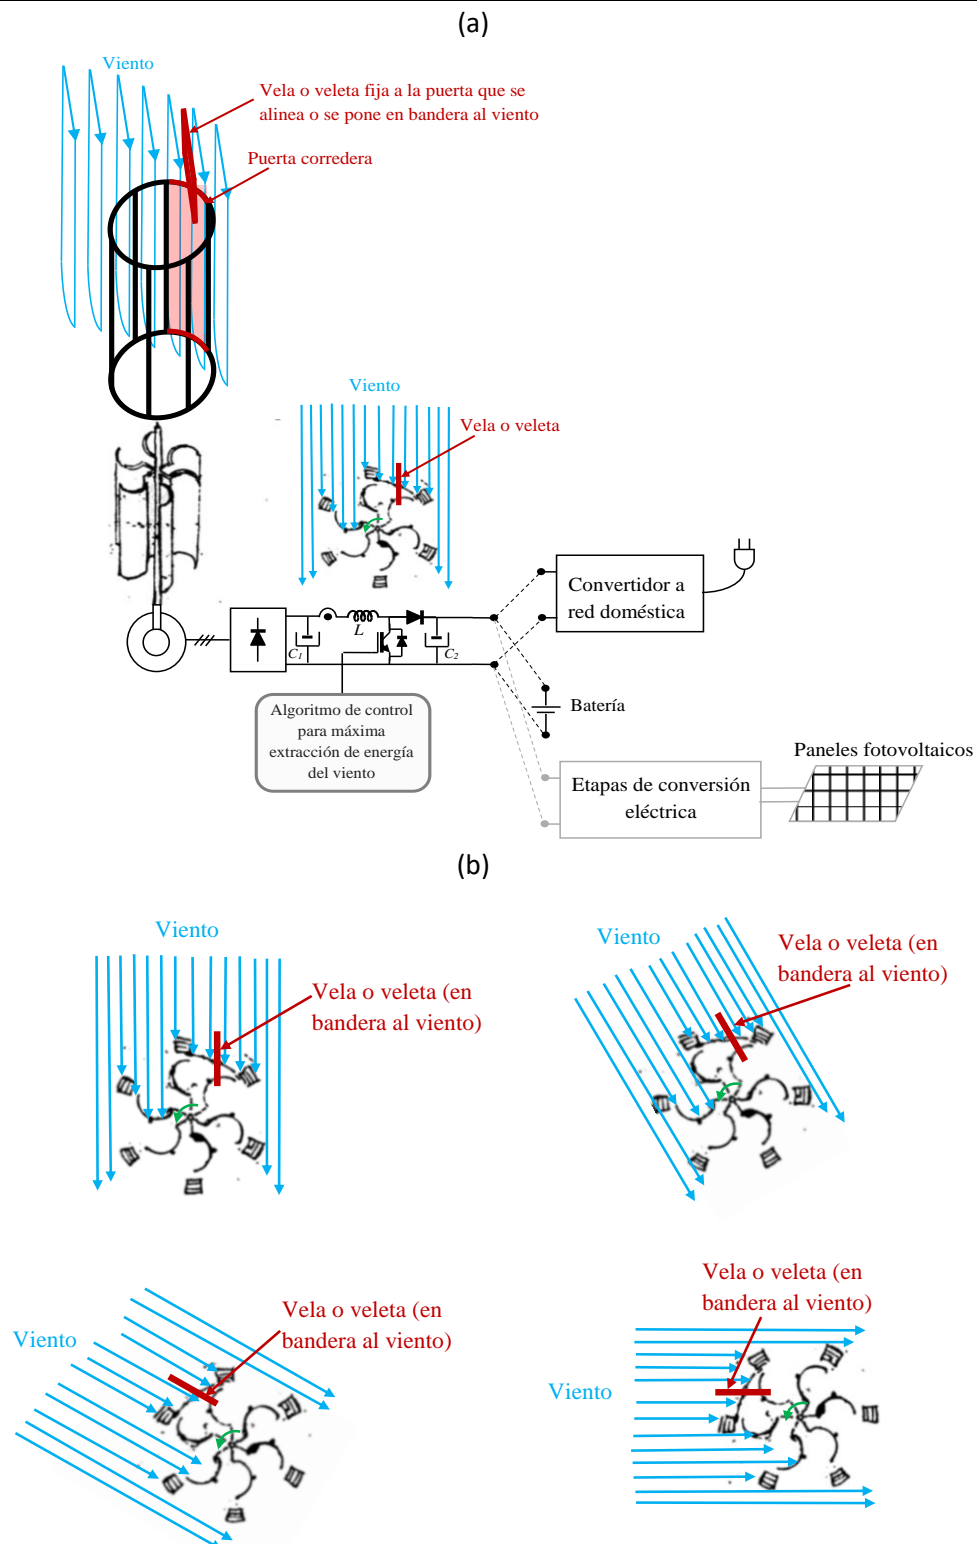 (a)
Viento
Vela o veleta fija a la puerta que se
alinea o se pone en bandera al viento
Puerta corredera
Viento
Vela o veleta
Convertidor a
red doméstica
L
C1
C2
Algoritmo de control
para máxima
extracción de energía
del viento
Batería
Paneles fotovoltaicos
Etapas de conversión
eléctrica
(b)
Viento
Vela o veleta (en
bandera al viento)
Viento
Vela o veleta (en
bandera al viento)
Vela o veleta (en
bandera al viento)
Viento
Vela o veleta (en
bandera al viento)
Viento